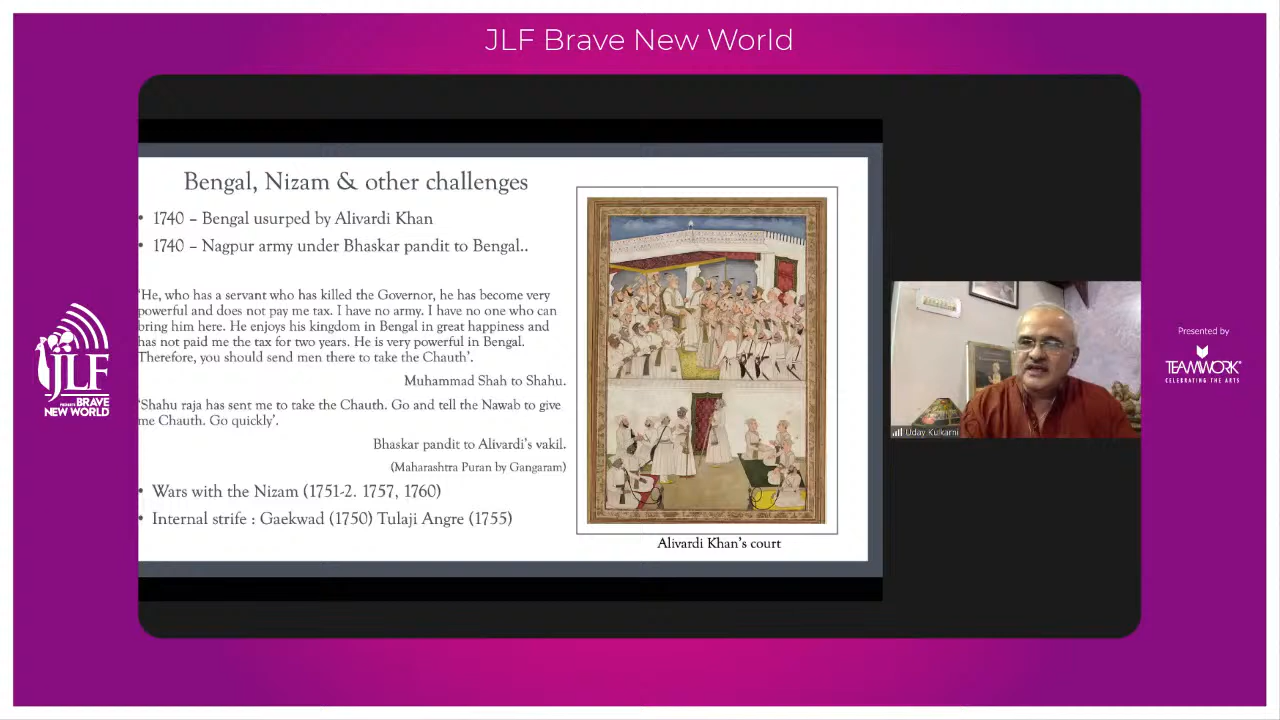 JLF Brave New World
Bengal, Nizam & other challenges
• 1740 – Bengal usurped by Alivardi Khan
• 1740 – Nagpur army under Bhaskar pandit to Bengal..
'He, who has a servant who has killed the Governor, he has become very
powerful and does not pay me tax. I have no army. I have no one who can
bring him here. He enjoys his kingdom in Bengal in great happiness and
has not paid me the tax for two years. He is very powerful in Bengal.
Therefore, you should send men there to take the Chauth'.
Muhammad Shah to Shahu.
'Shahu raja has sent me to take the Chauth. Go and tell the Nawab to give
me Chauth. Go quickly'.
Bhaskar pandit to Alivardi's vakil.
(Maharashtra Puran by Gangaram)
• Wars with the Nizam (1751-2. 1757, 1760)
• Internal strife : Gaekwad (1750) Tulaji Angre (1755)
Alivardi Khan's court
Uday Kulkarni
JLF
PRESENTS BRAVE
NEW WORLD
Presented by
TEAMWORK
CELEBRATING THE ARTS